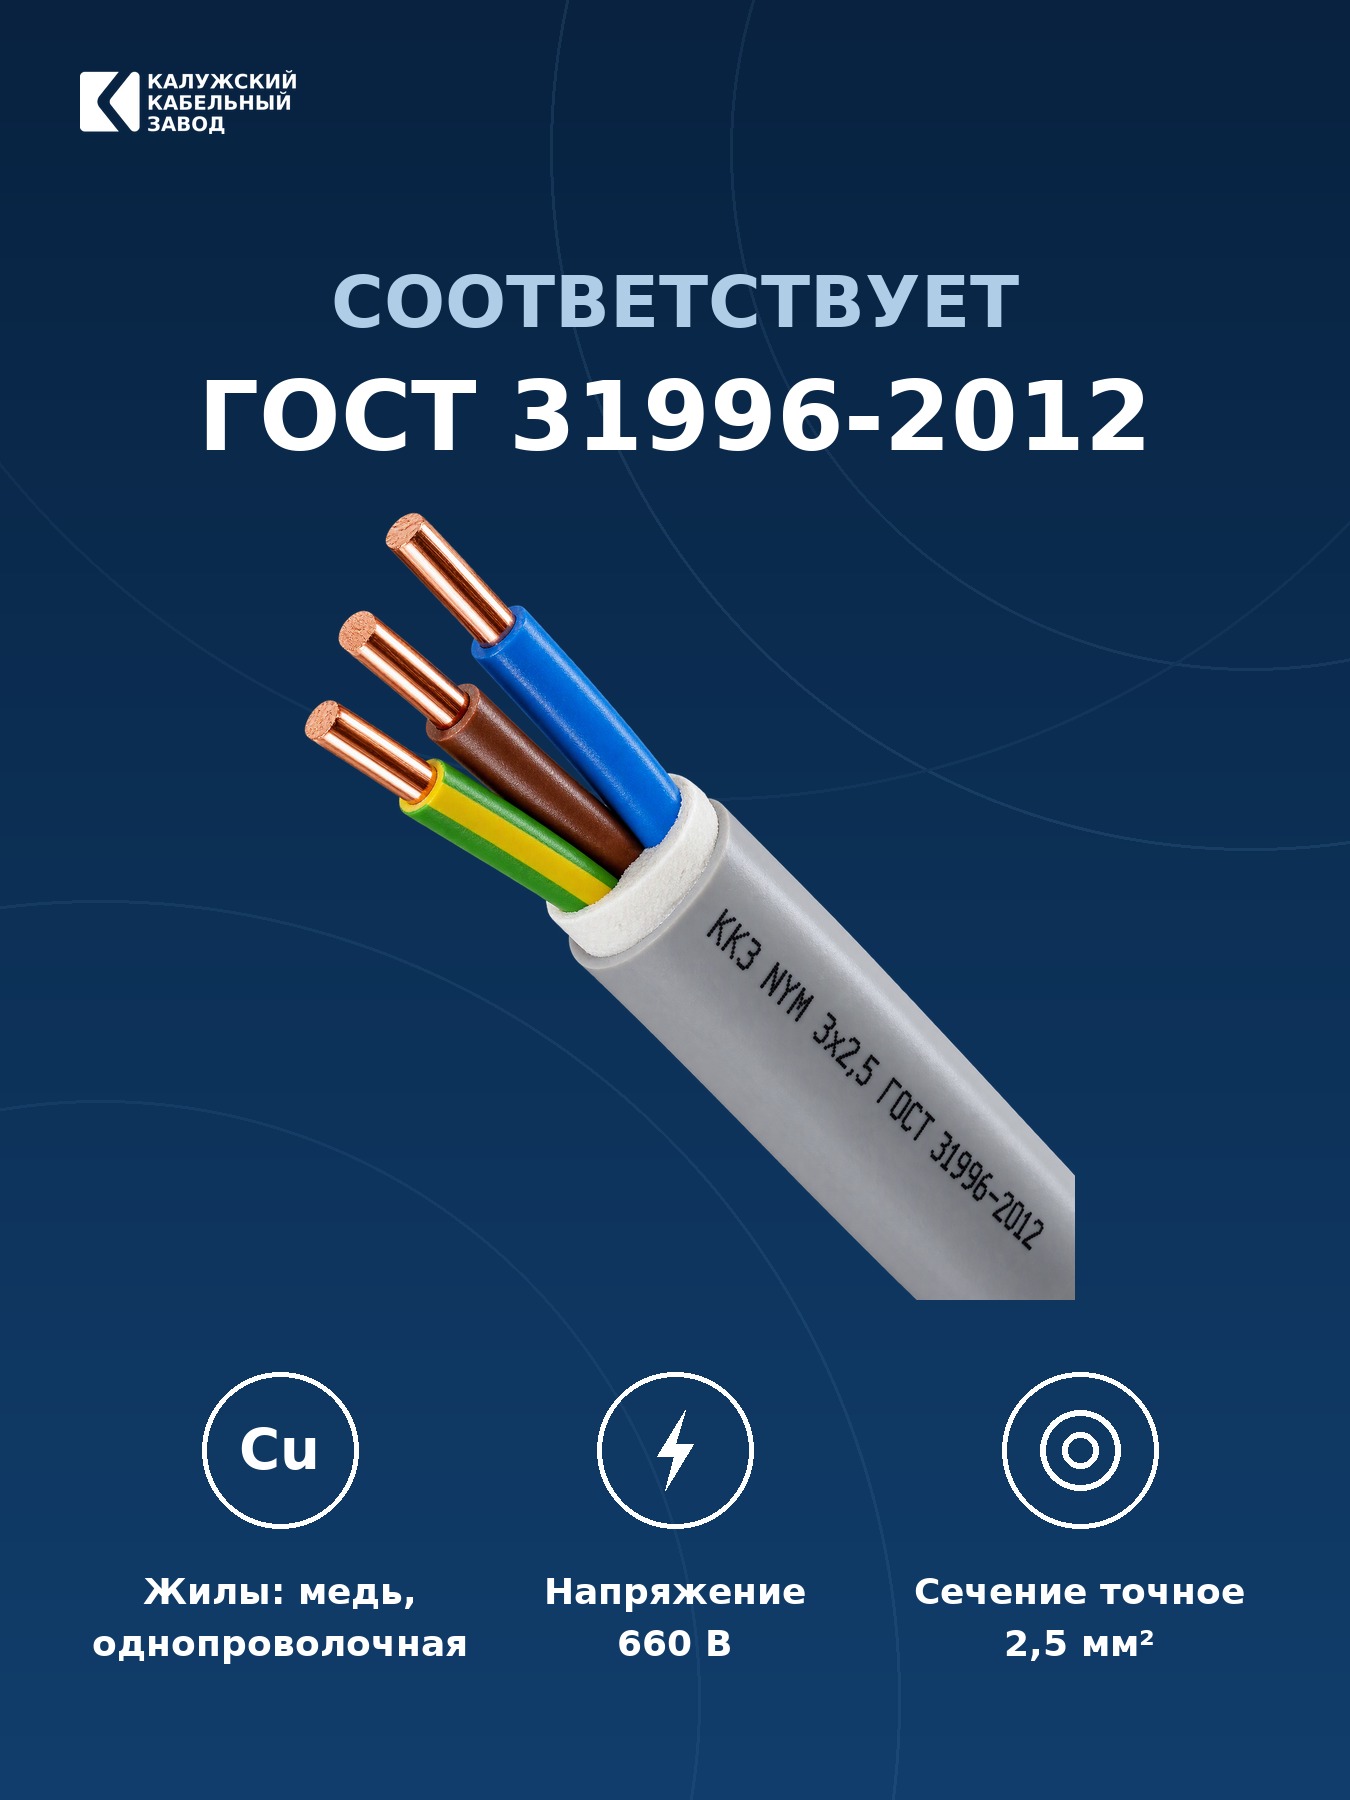 КАЛУЖСКИЙ
КАБЕЛЬНЫЙ
ЗАВОД
СООТВЕТСТВУЕТ
ГОСТ 31996-2012
ККЗ NYM 3x2,5 ГОСТ 31996-2012
Cu
Жилы: медь,
однопроволочная
Напряжение
660 В
Сечение точное
2,5 мм²